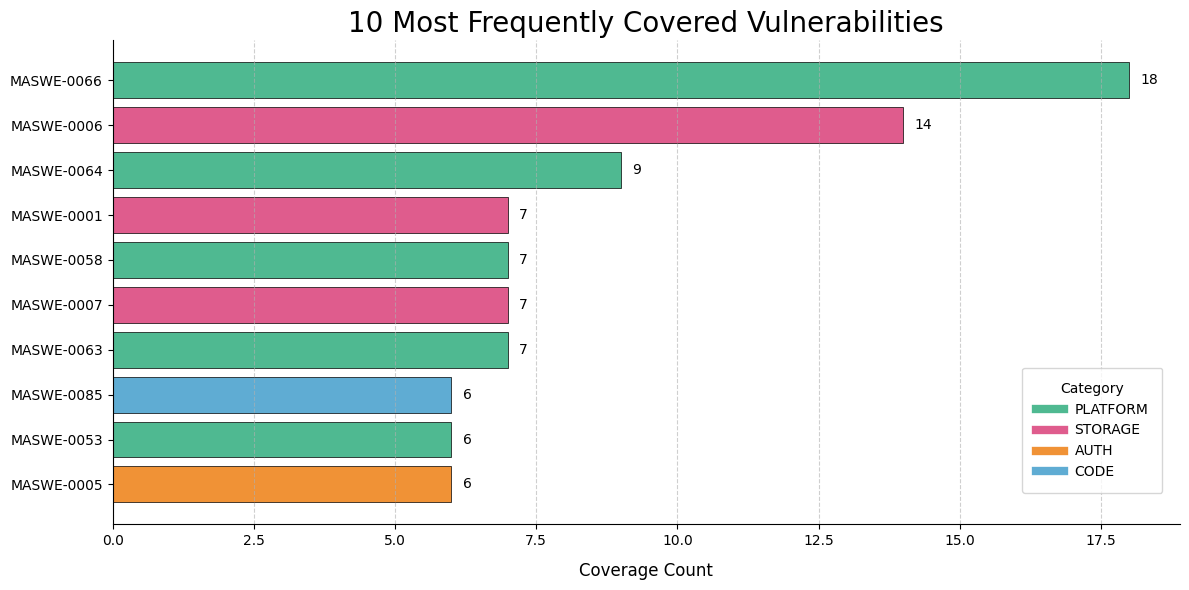 10 Most Frequently Covered Vulnerabilities
MASWE-0066
18
MASWE-0006
14
MASWE-0064
9
MASWE-0001
7
MASWE-0058
7
MASWE-0007
7
MASWE-0063
7
MASWE-0085
6
MASWE-0053
6
MASWE-0005
6
Category
PLATFORM
STORAGE
AUTH
CODE
0.0 2.5 5.0 7.5 10.0 12.5 15.0 17.5
Coverage Count